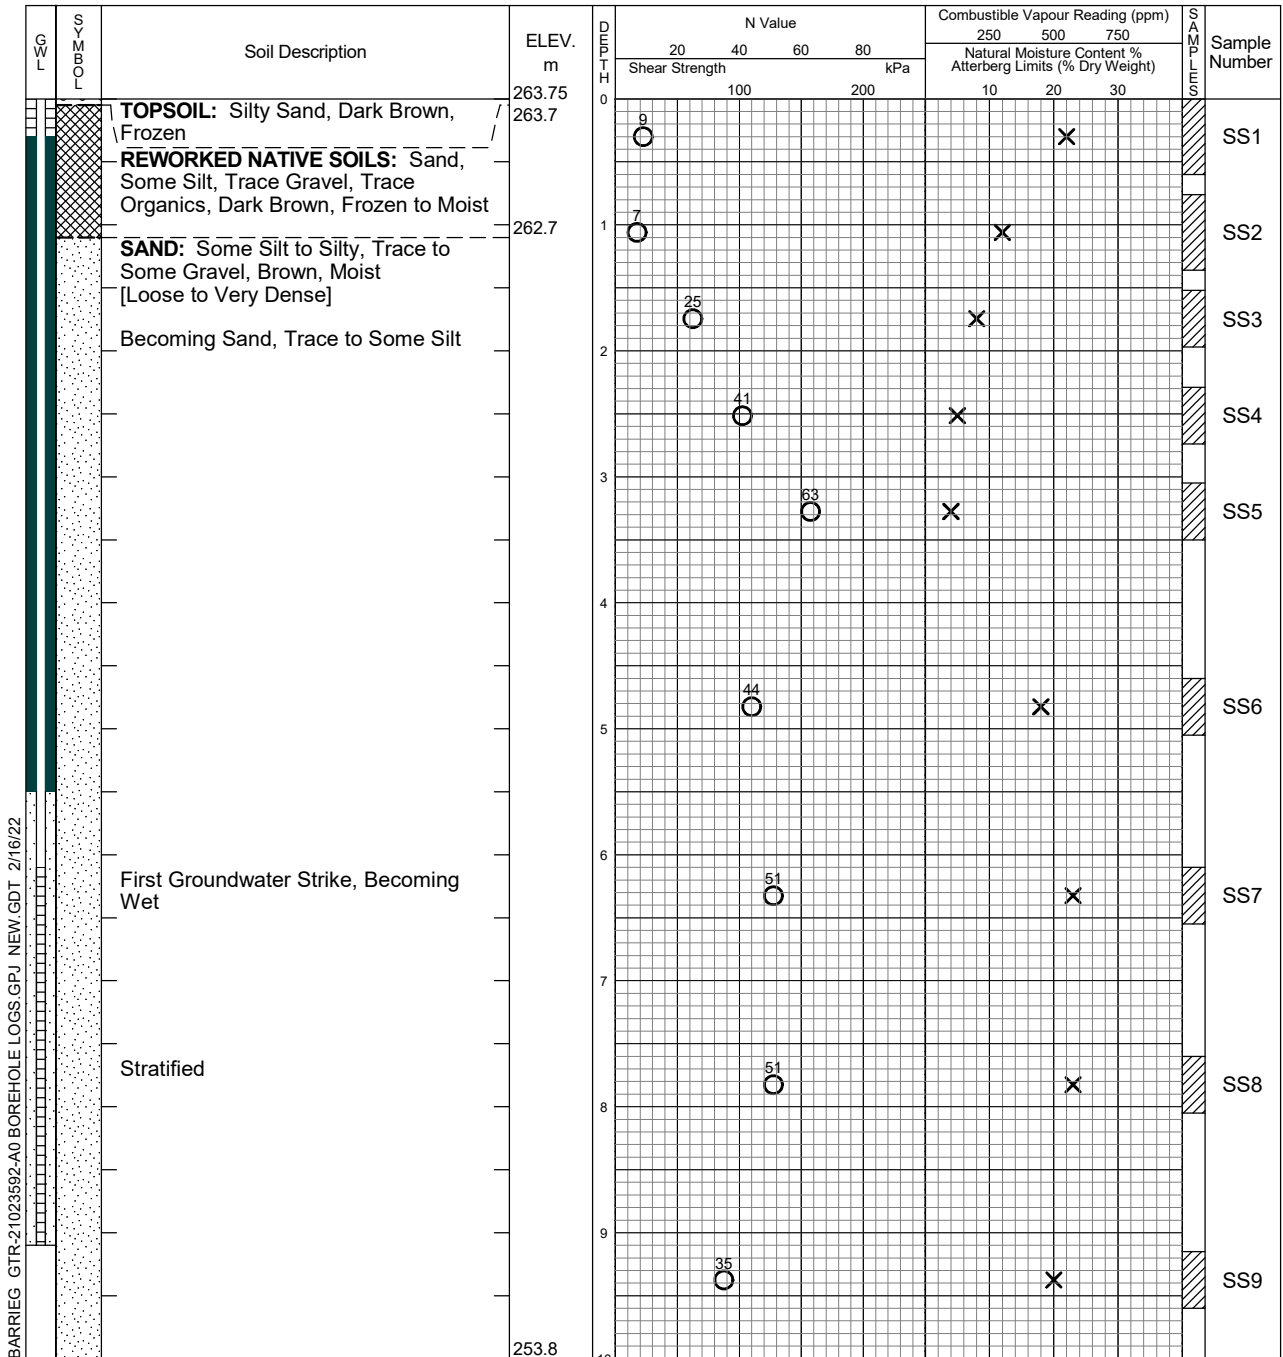 GWL
SYMBOL
Soil Description
ELEV.
m
DEPTH
N Value
20 40 60 80
Shear Strength kPa
100 200
Combustible Vapour Reading (ppm)
250 500 750
Natural Moisture Content %
Atterberg Limits (% Dry Weight)
10 20 30
SAMPLES
Sample
Number
263.75
0
TOPSOIL: Silty Sand, Dark Brown,
Frozen
263.7
9
SS1
REWORKED NATIVE SOILS: Sand,
Some Silt, Trace Gravel, Trace
Organics, Dark Brown, Frozen to Moist
262.7
1
7
SS2
SAND: Some Silt to Silty, Trace to
Some Gravel, Brown, Moist
[Loose to Very Dense]
25
SS3
Becoming Sand, Trace to Some Silt
2
41
SS4
3
63
SS5
4
44
SS6
5
6
First Groundwater Strike, Becoming
Wet
51
SS7
7
Stratified
51
SS8
8
9
35
SS9
253.8
BARRIEG GTR-21023592-A0 BOREHOLE LOGS.GPJ NEW.GDT 2/16/22